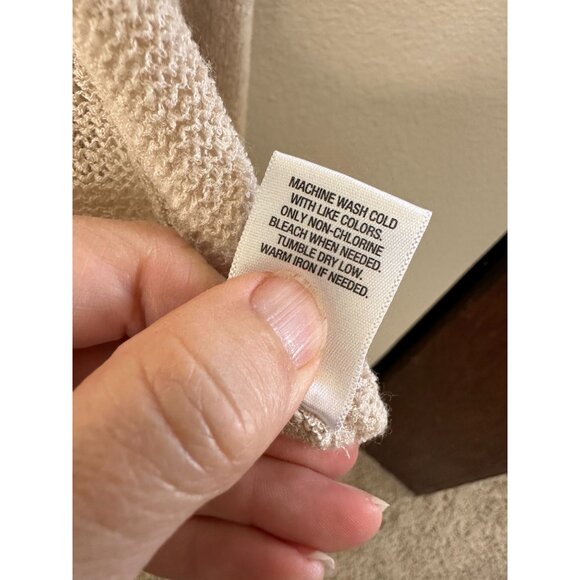 MACHINE WASH COLD
WITH LIKE COLORS.
ONLY NON-CHLORINE
BLEACH WHEN NEEDED.
TUMBLE DRY LOW.
WARM IRON IF NEEDED.